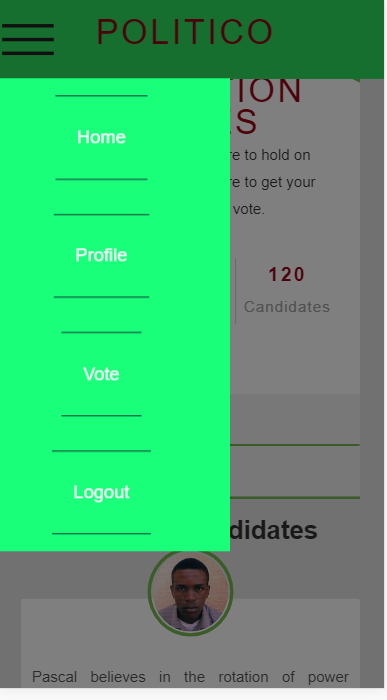 POLITICO
Home
Profile
Vote
Logout
ION
S
re to hold on
re to get your
vote.
120
Candidates
didates
Pascal believes in the rotation of power